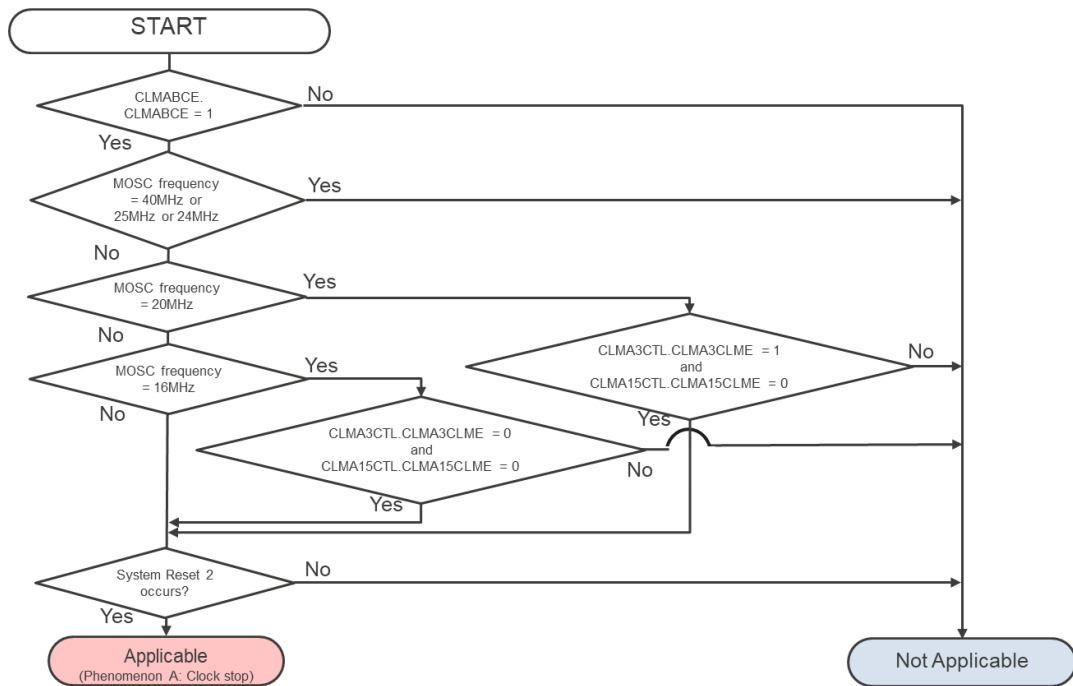 START
CLMABCE.
CLMABCE = 1
No
Yes
MOSC frequency
= 40MHz or
25MHz or 24MHz
Yes
No
MOSC frequency
= 20MHz
Yes
No
CLMA3CTL.CLMA3CLME = 1
and
CLMA15CTL.CLMA15CLME = 0
No
Yes
MOSC frequency
= 16MHz
Yes
No
CLMA3CTL.CLMA3CLME = 0
and
CLMA15CTL.CLMA15CLME = 0
No
Yes
System Reset 2
occurs?
No
Yes
Applicable
(Phenomenon A: Clock stop)
Not Applicable